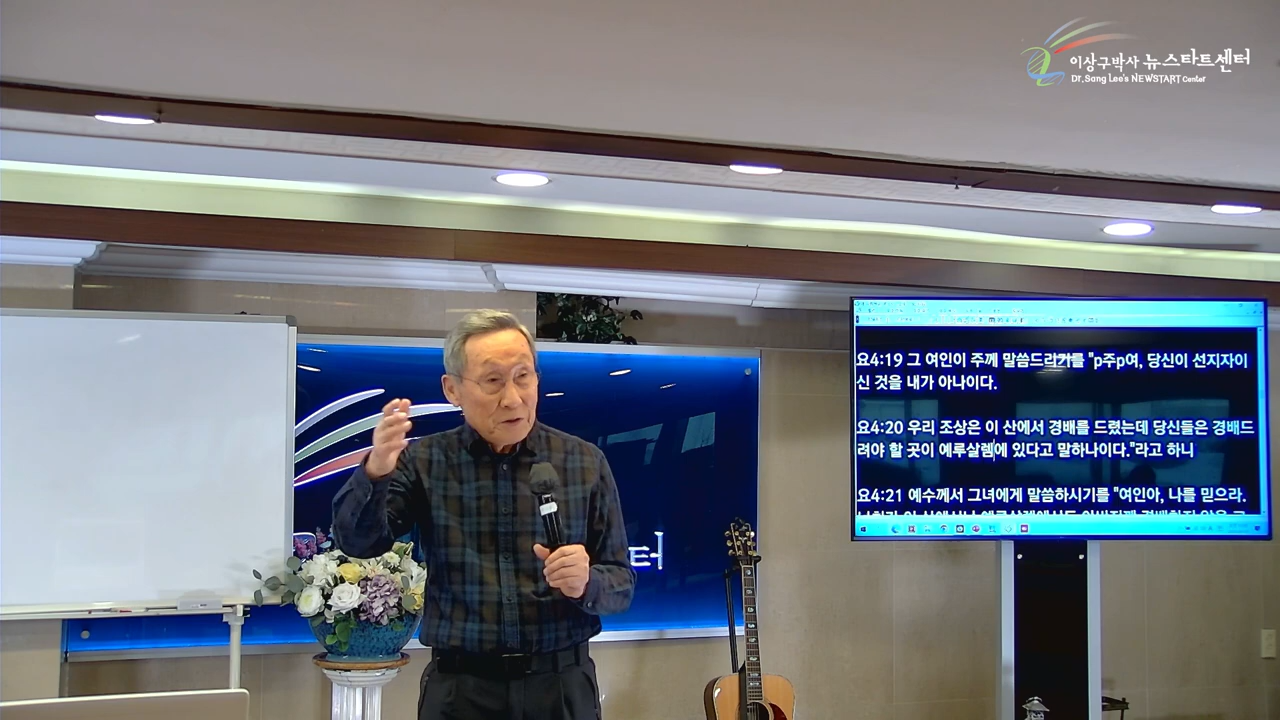 이상구박사 뉴스타트센터
Dr. Sang Lee's NEWSTART Center
요4:19 그 여인이 주께 말씀드리기를 "p주p여, 당신이 선지자이
신 것을 내가 아나이다.
요4:20 우리 조상은 이 산에서 경배를 드렸는데 당신들은 경배드
려야 할 곳이 예루살렘에 있다고 말하나이다."라고 하니
요4:21 예수께서 그녀에게 말씀하시기를 "여인아, 나를 믿으라.
터